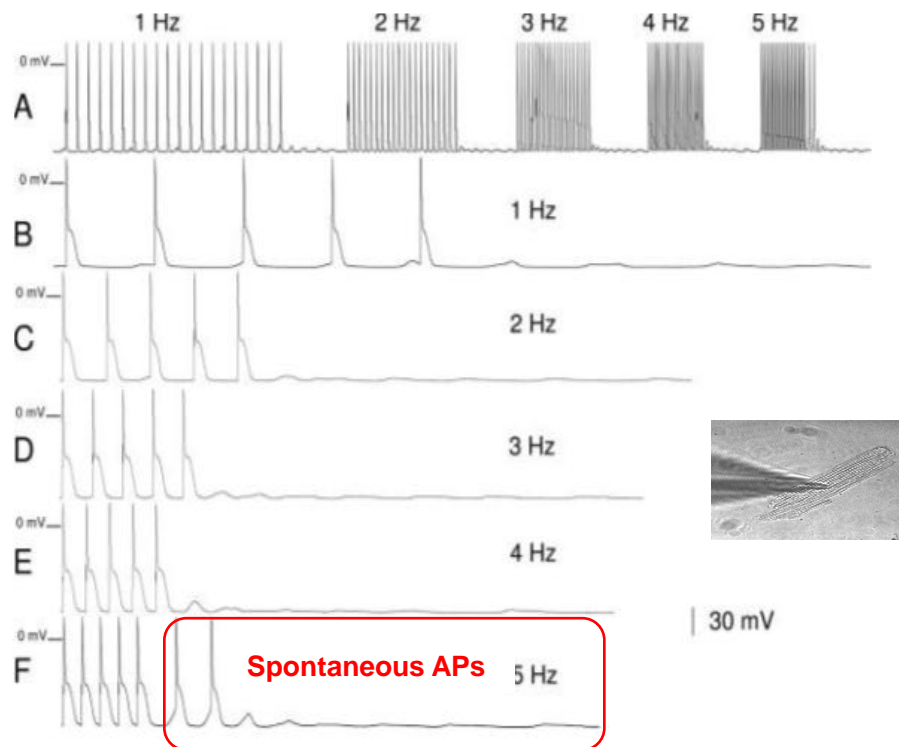 1 Hz 2 Hz 3 Hz 4 Hz 5 Hz
0 mV
A
0 mV
B
1 Hz
0 mV
C
2 Hz
0 mV
D
3 Hz
0 mV
E
4 Hz
30 mV
0 mV
F
Spontaneous APs
5 Hz